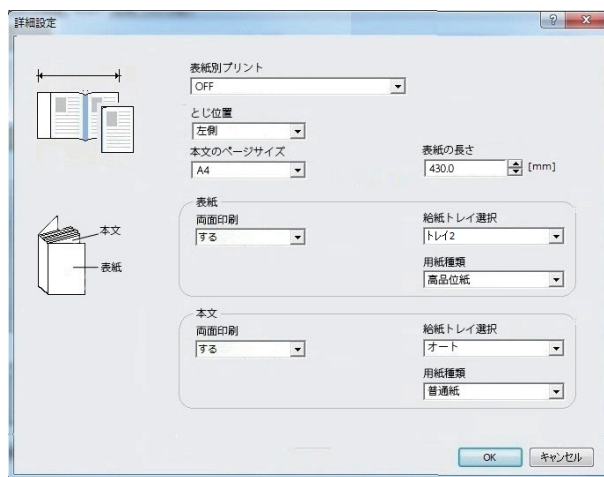 詳細設定
表紙別プリント
OFF
とじ位置
左側
本文のページサイズ
A4
表紙の長さ
430.0 [mm]
本文
表紙
表紙
両面印刷
する
給紙トレイ選択
トレイ2
用紙種類
高品位紙
本文
両面印刷
する
給紙トレイ選択
オート
用紙種類
普通紙
OK
キャンセル